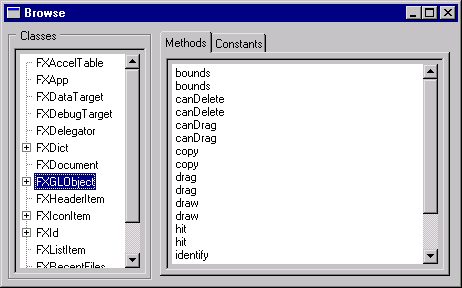 Browse
Classes
FXAccelTable
FXApp
FXDataTarget
FXDebugTarget
FXDelegator
FXDict
FXDocument
FXGLObject
FXHeaderItem
FXIconItem
FXId
FXListItem
FXRecentFiles
Methods Constants
bounds
bounds
canDelete
canDelete
canDrag
canDrag
copy
copy
drag
drag
draw
draw
hit
hit
identify